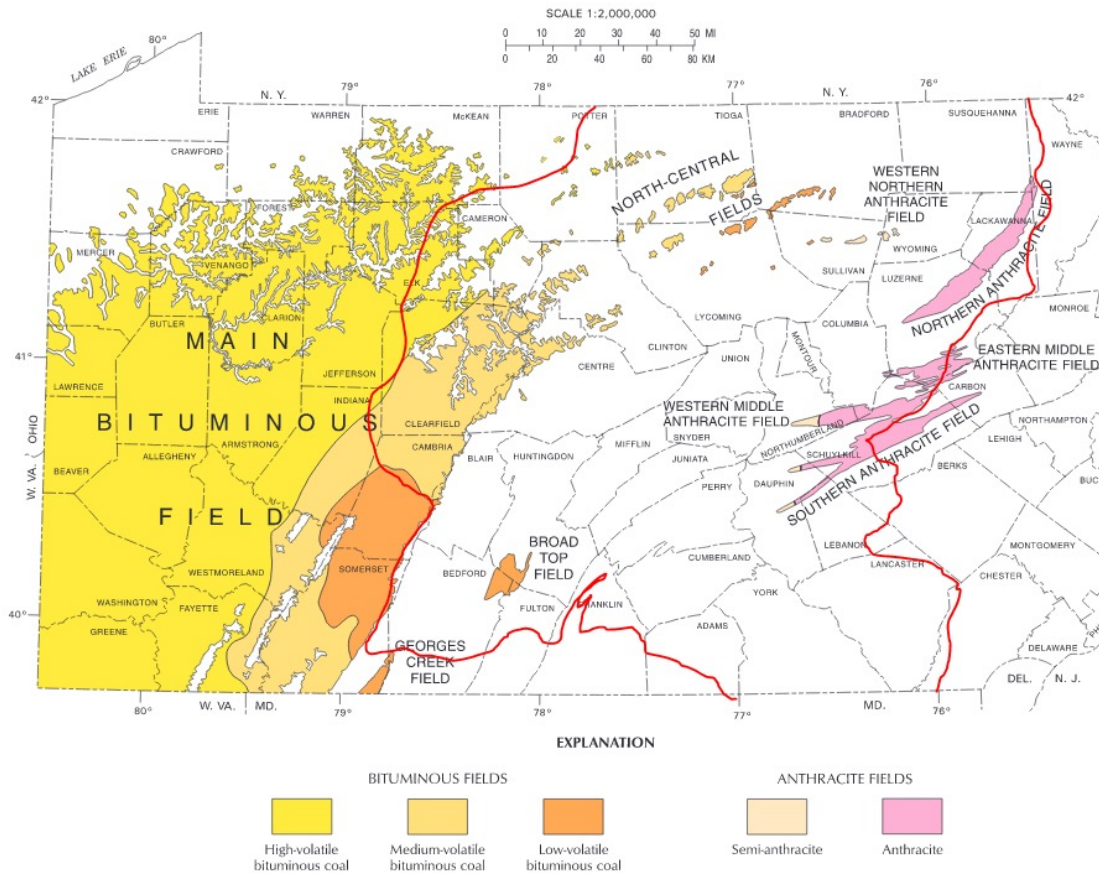 SCALE 1:2,000,000
0 10 20 30 40 50 MI
0 20 40 60 80 KM
LAKE ERIE
80°
42°
79°
N. Y.
78°
77°
N. Y.
76°
42°
ERIE
WARREN
McKEAN
POTTER
TIOGA
BRADFORD
SUSQUEHANNA
WAYNE
CRAWFORD
NORTH-CENTRAL
FIELDS
WESTERN
NORTHERN
ANTHRACITE
FIELD
FOREST
CAMERON
LACKAWANNA
MERCER
VENANGO
ELK
WYOMING
SULLIVAN
LUZERNE
NORTHERN ANTHRACITE FIELD
BUTLER
CLARION
LYCOMING
COLUMBIA
MONROE
MAIN
41°
CLINTON
UNION
MONTOUR
EASTERN MIDDLE
ANTHRACITE FIELD
LAWRENCE
JEFFERSON
CENTRE
CARBON
INDIANA
WESTERN MIDDLE
ANTHRACITE FIELD
BITUMINOUS
CLEARFIELD
NORTHUMBERLAND
NORTHAMPTON
ARMSTRONG
CAMBRIA
MIFFLIN
SNYDER
LEHIGH
ALLEGHENY
BLAIR
HUNTINGDON
JUNIATA
SCHUYLKILL
BEAVER
PERRY
DAUPHIN
BERKS
BUC
W. VA. ( OHIO
SOUTHERN ANTHRACITE FIELD
FIELD
BROAD
TOP
FIELD
LEBANON
MONTGOMERY
WESTMORELAND
SOMERSET
BEDFORD
CUMBERLAND
LANCASTER
WASHINGTON
FAYETTE
FULTON
ANKLIN
YORK
CHESTER
40°
GREENE
ADAMS
PH
GEORGES
CREEK
FIELD
DELAWARE
DEL.
N. J.
80°
W. VA.
MD.
79°
78°
77°
MD.
76°
EXPLANATION
BITUMINOUS FIELDS
ANTHRACITE FIELDS
High-volatile
bituminous coal
Medium-volatile
bituminous coal
Low-volatile
bituminous coal
Semi-anthracite
Anthracite